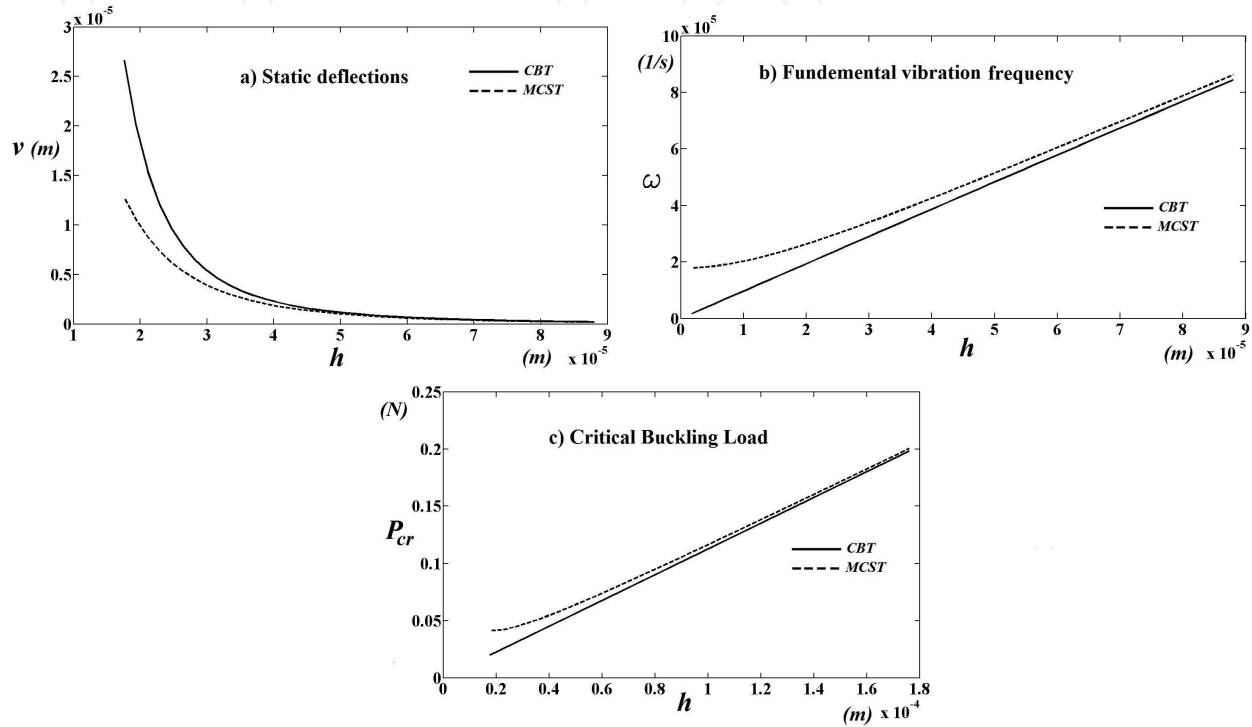 x 10⁻⁵
3
2.5
2
1.5
1
0.5
0
v (m)
a) Static deflections
CBT
MCST
1 2 3 4 5 6 7 8 9
h
(m) x 10⁻⁵
x 10⁵
10
8
6
4
2
0
(1/s)
ω
b) Fundemental vibration frequency
CBT
MCST
0 1 2 3 4 5 6 7 8 9
h
(m) x 10⁻⁵
0.25
0.2
0.15
0.1
0.05
0
(N)
P_cr
c) Critical Buckling Load
CBT
MCST
0 0.2 0.4 0.6 0.8 1 1.2 1.4 1.6 1.8
h
(m) x 10⁻⁴